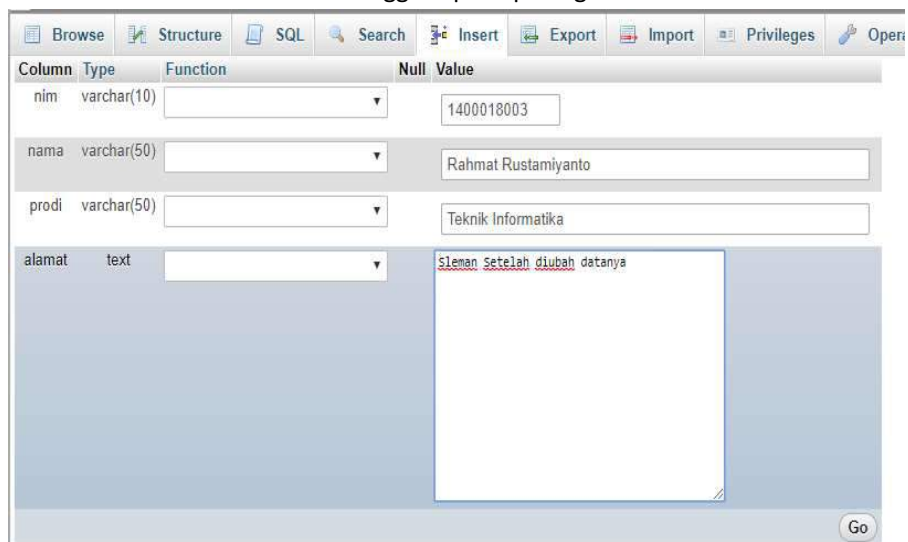 Browse Structure SQL Search Insert Export Import Privileges Opera
Column Type Function Null Value
nim varchar(10) 1400018003
nama varchar(50) Rahmat Rustamiyanto
prodi varchar(50) Teknik Informatika
alamat text Sleman Setelah diubah datanya
Go